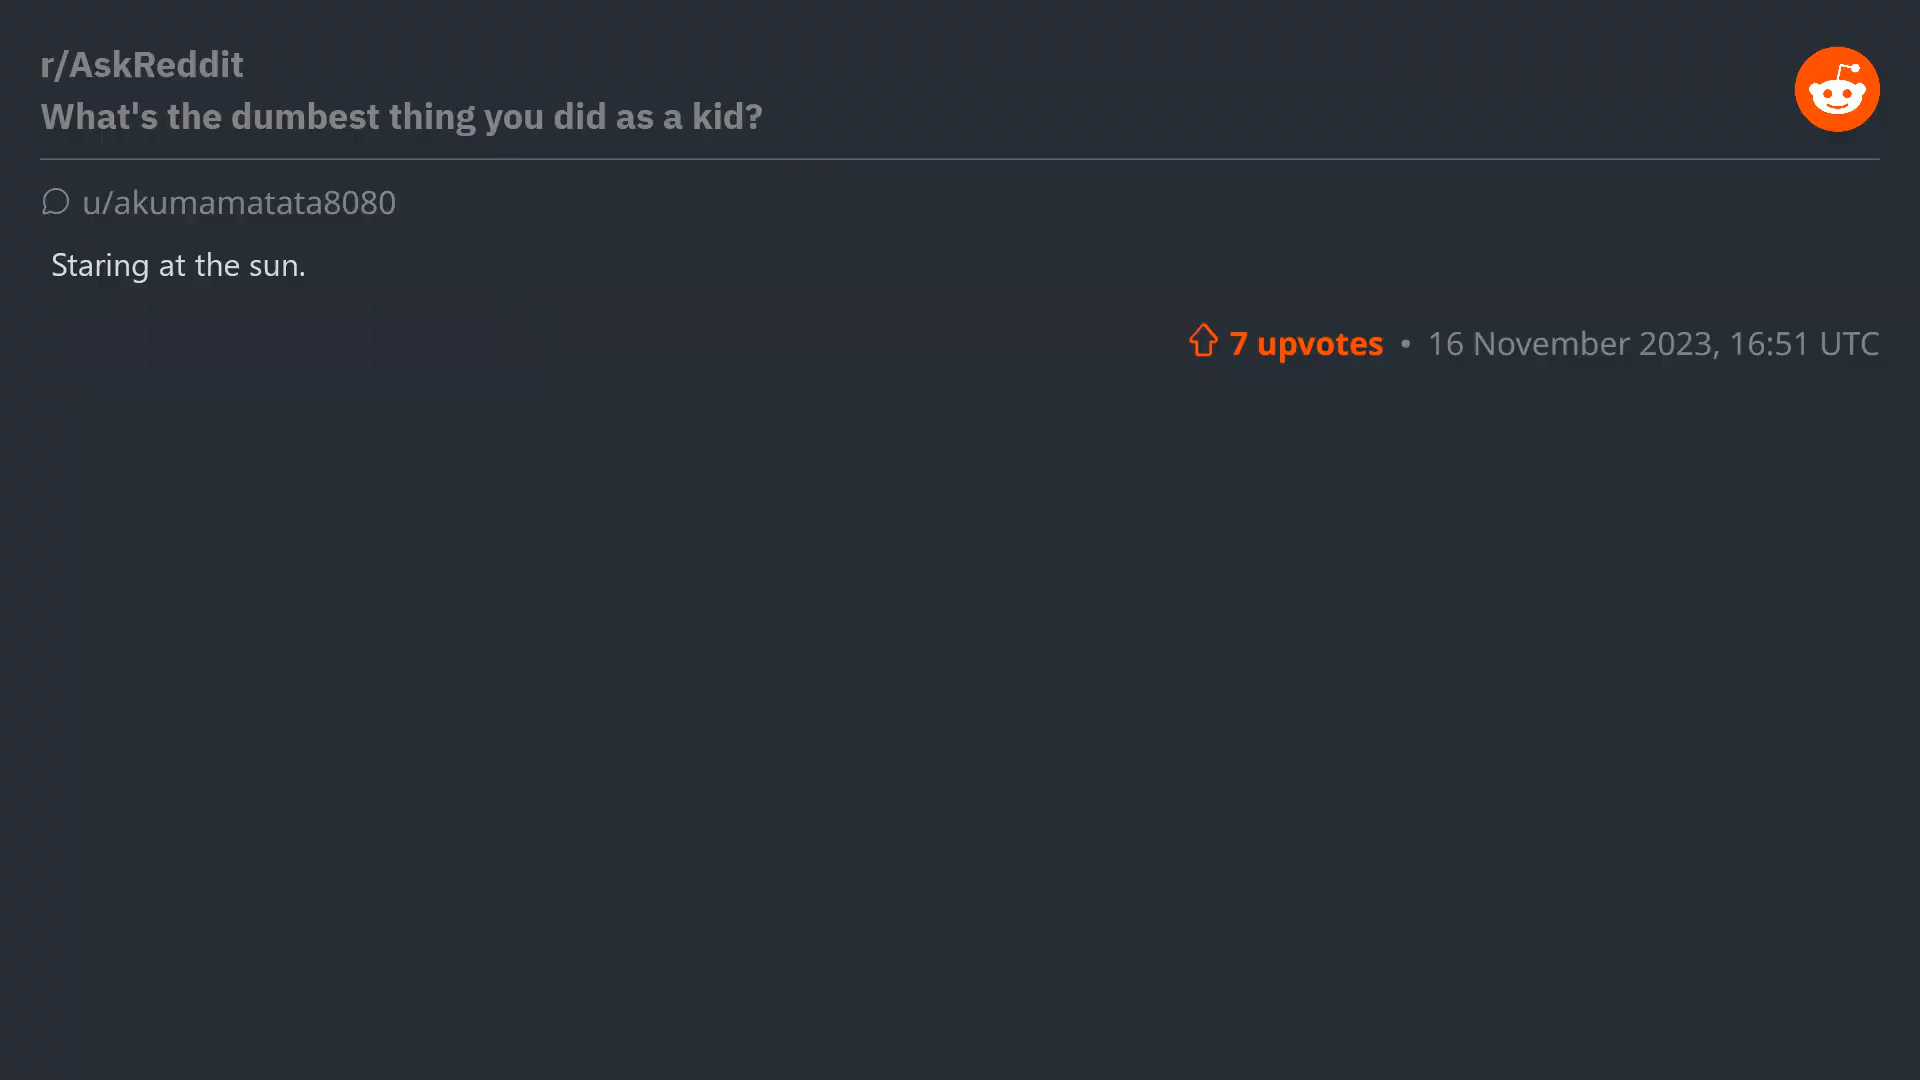 r/AskReddit
What's the dumbest thing you did as a kid?
u/akumamatata8080
Staring at the sun.
7 upvotes • 16 November 2023, 16:51 UTC